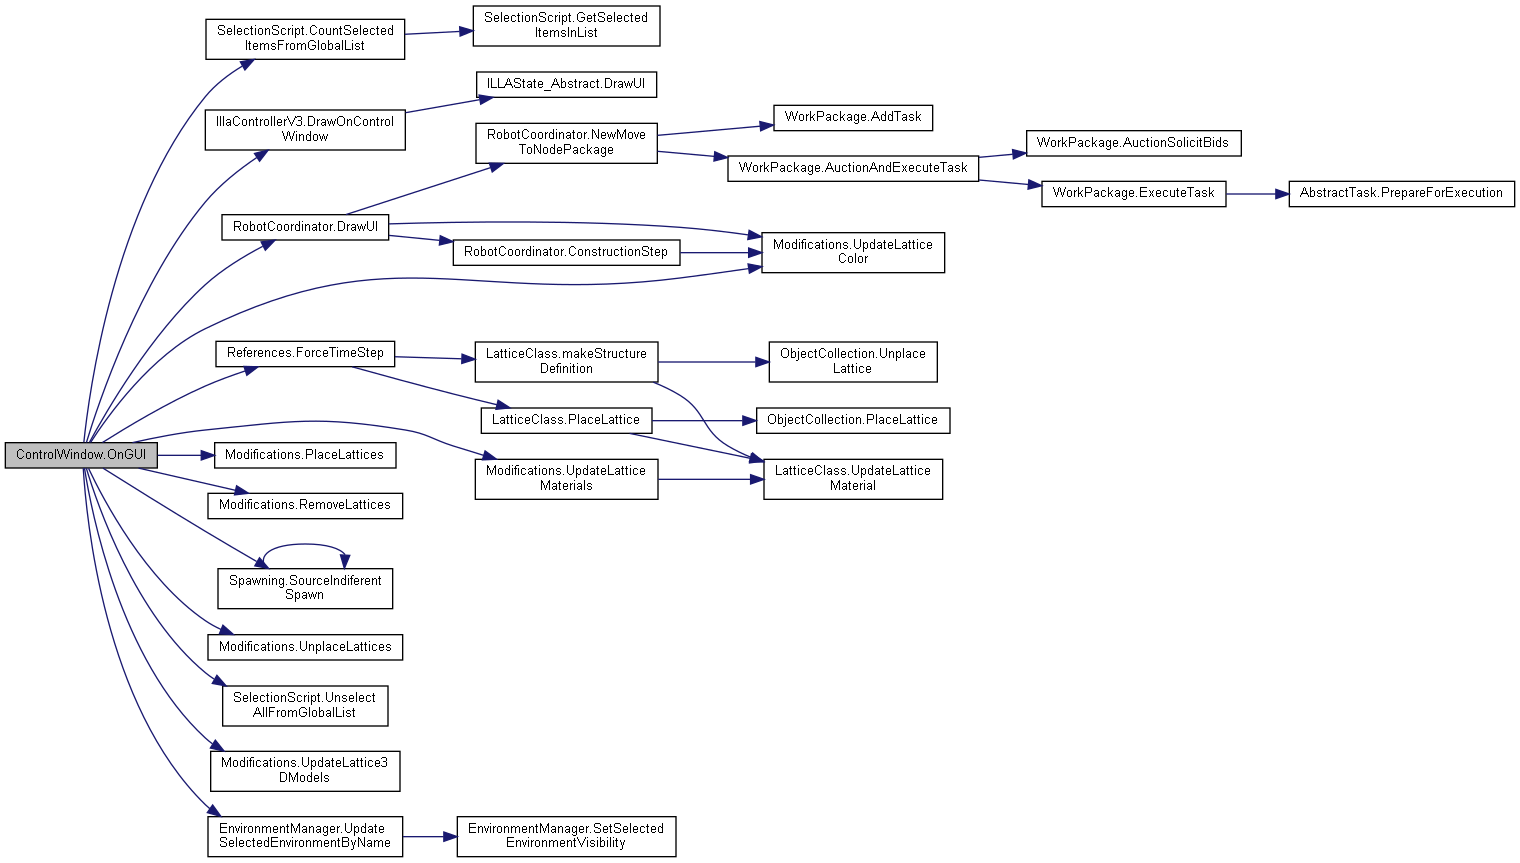 SelectionScript.CountSelected
ItemsFromGlobalList
SelectionScript.GetSelected
ItemsInList
IllaControllerV3.DrawOnControl
Window
ILLAState_Abstract.DrawUI
RobotCoordinator.DrawUI
RobotCoordinator.NewMove
ToNodePackage
WorkPackage.AddTask
WorkPackage.AuctionAndExecuteTask
WorkPackage.AuctionSolicitBids
WorkPackage.ExecuteTask
AbstractTask.PrepareForExecution
RobotCoordinator.ConstructionStep
Modifications.UpdateLattice
Color
References.ForceTimeStep
LatticeClass.makeStructure
Definition
ObjectCollection.Unplace
Lattice
LatticeClass.PlaceLattice
ObjectCollection.PlaceLattice
ControlWindow.OnGUI
Modifications.PlaceLattices
Modifications.UpdateLattice
Materials
LatticeClass.UpdateLattice
Material
Modifications.RemoveLattices
Spawning.SourceIndiferent
Spawn
Modifications.UnplaceLattices
SelectionScript.Unselect
AllFromGlobalList
Modifications.UpdateLattice3
DModels
EnvironmentManager.Update
SelectedEnvironmentByName
EnvironmentManager.SetSelected
EnvironmentVisibility